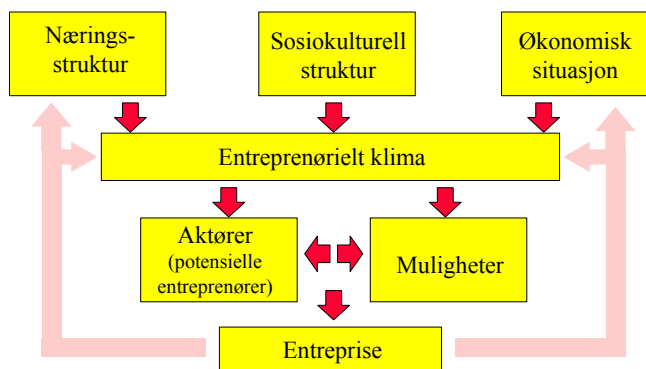 Nærings-
struktur
Sosiokulturell
struktur
Økonomisk
situasjon
Entreprenørielt klima
Aktører
(potensielle
entreprenører)
Muligheter
Entreprise